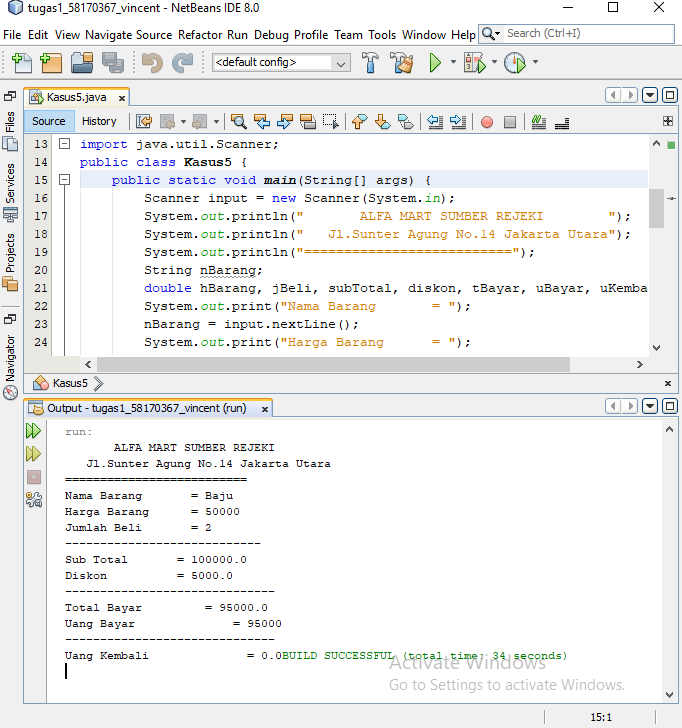 tugas1_58170367_vincent - NetBeans IDE 8.0
File Edit View Navigate Source Refactor Run Debug Profile Team Tools Window Help Search (Ctrl+I)
<default config>
Kasus5.java x
Source History
13 import java.util.Scanner;
14 public class Kasus5 {
15 public static void main(String[] args) {
16 Scanner input = new Scanner(System.in);
17 System.out.println("        ALFA MART SUMBER REJEKI         ");
18 System.out.println("   Jl.Sunter Agung No.14 Jakarta Utara");
19 System.out.println("==========================");
20 String nBarang;
21 double hBarang, jBeli, subTotal, diskon, tBayar, uBayar, uKemba
22 System.out.print("Nama Barang        = ");
23 nBarang = input.nextLine();
24 System.out.print("Harga Barang       = ");
Files
Services
Projects
Navigator
Kasus5
Output - tugas1_58170367_vincent (run) x
run:
ALFA MART SUMBER REJEKI
Jl.Sunter Agung No.14 Jakarta Utara
==========================
Nama Barang       = Baju
Harga Barang      = 50000
Jumlah Beli       = 2
----------------------------
Sub Total       = 100000.0
Diskon          = 5000.0
------------------------------
Total Bayar         = 95000.0
Uang Bayar              = 95000
------------------------------
Uang Kembali              = 0.0BUILD SUCCESSFUL (total time: 34 seconds)
Activate Windows
Go to Settings to activate Windows.
15:1